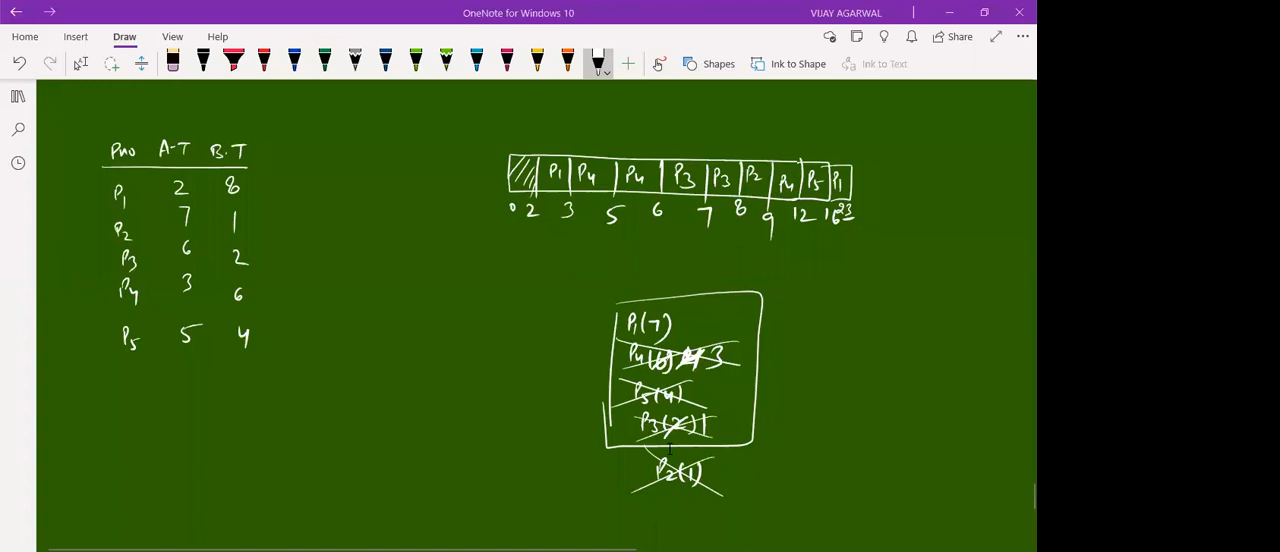 OneNote for Windows 10
VIJAY AGARWAL
Home Insert Draw View Help
Share
Shapes Ink to Shape Ink to Text
Pno A-T B.T
P1 2 8
P2 7 1
P3 6 2
P4 3 6
P5 5 4
P1 P4 P4 P3 P3 P2 P4 P5 P1
0 2 3 5 6 7 8 9 12 16 23
P1(7)
P4(6) 4 3
P5(4)
P3(2) 1
P2(1)